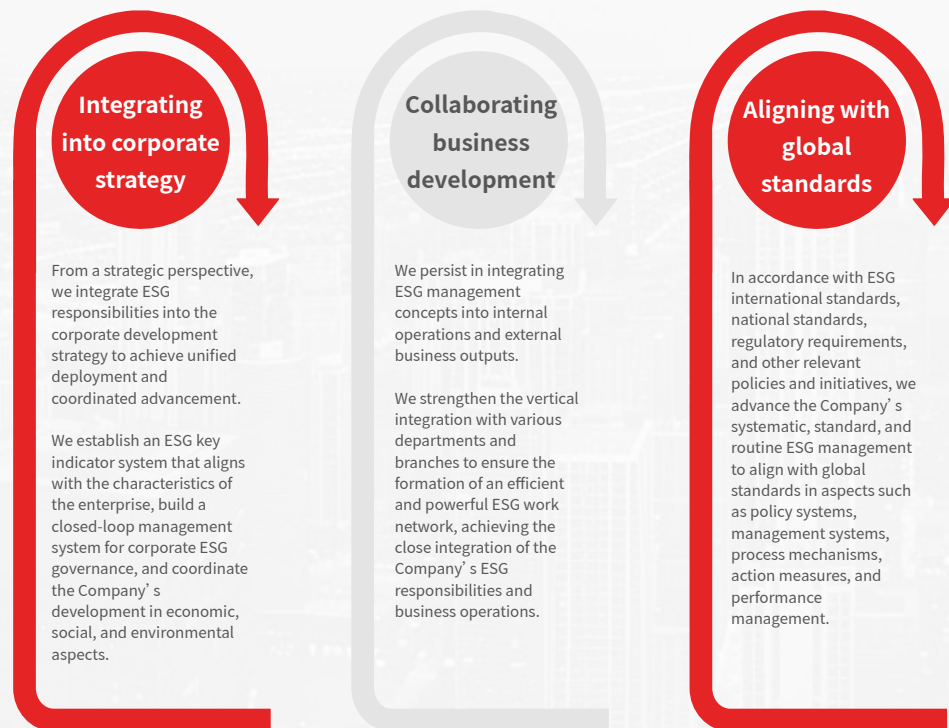 Integrating
into corporate
strategy
From a strategic perspective,
we integrate ESG
responsibilities into the
corporate development
strategy to achieve unified
deployment and
coordinated advancement.
We establish an ESG key
indicator system that aligns
with the characteristics of
the enterprise, build a
closed-loop management
system for corporate ESG
governance, and coordinate
the Company’s
development in economic,
social, and environmental
aspects.
Collaborating
business
development
We persist in integrating
ESG management
concepts into internal
operations and external
business outputs.
We strengthen the vertical
integration with various
departments and
branches to ensure the
formation of an efficient
and powerful ESG work
network, achieving the
close integration of the
Company’s ESG
responsibilities and
business operations.
Aligning with
global
standards
In accordance with ESG
international standards,
national standards,
regulatory requirements,
and other relevant
policies and initiatives, we
advance the Company’s
systematic, standard, and
routine ESG management
to align with global
standards in aspects such
as policy systems,
management systems,
process mechanisms,
action measures, and
performance
management.